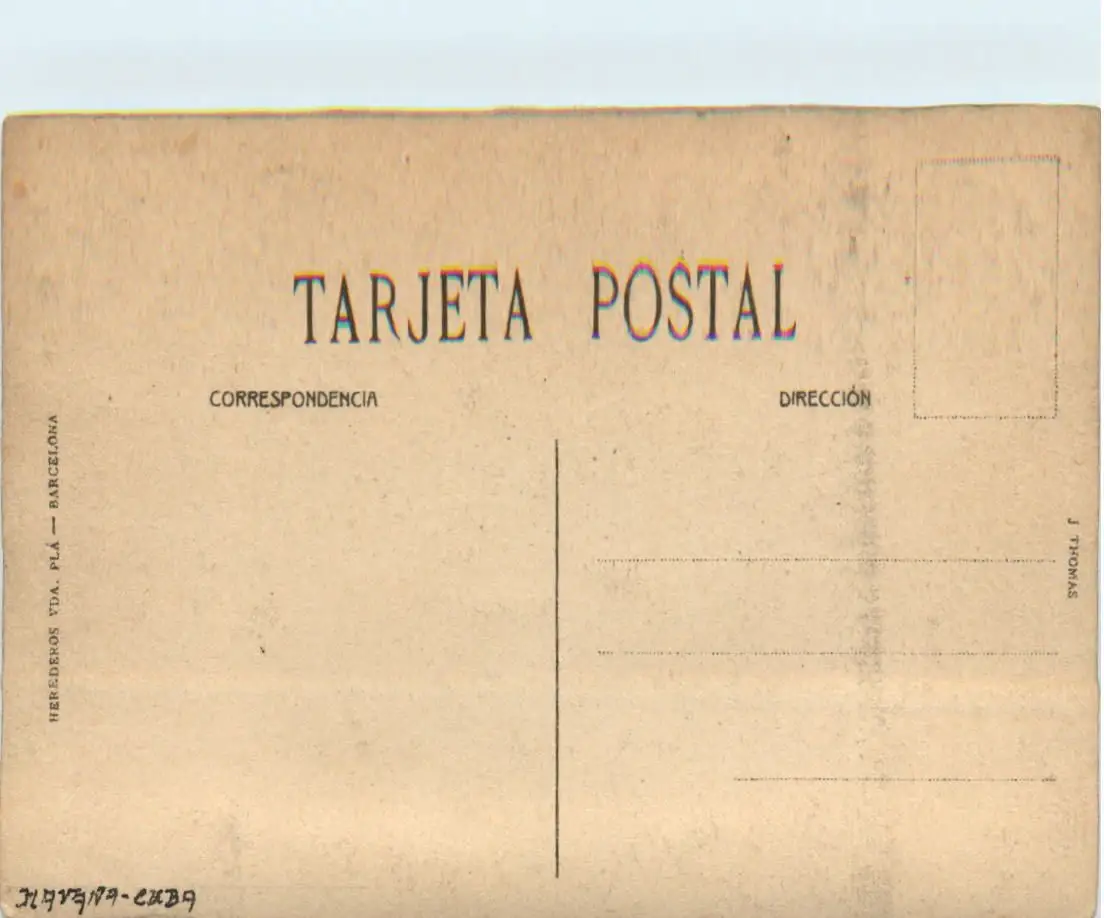 TARJETA POSTAL
CORRESPONDENCIA
DIRECCIÓN
HEREDEROS VDA. PLÁ — BARCELONA
J THOMAS
HAVANA-CUBA